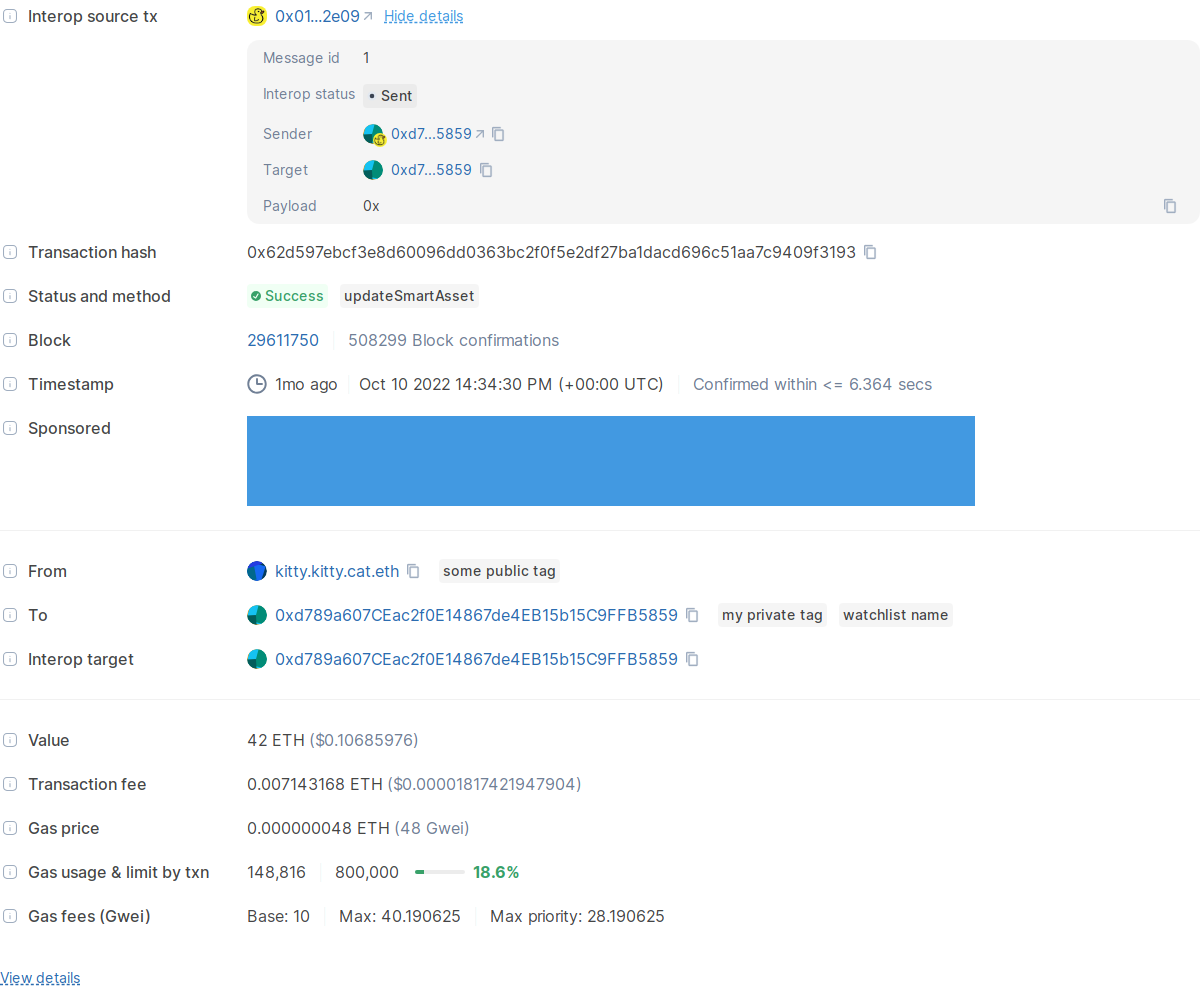 Interop source tx 0x01...2e09 Hide details
Message id 1
Interop status Sent
Sender 0xd7...5859
Target 0xd7...5859
Payload 0x
Transaction hash 0x62d597ebcf3e8d60096dd0363bc2f0f5e2df27ba1dacd696c51aa7c9409f3193
Status and method Success updateSmartAsset
Block 29611750 508299 Block confirmations
Timestamp 1mo ago Oct 10 2022 14:34:30 PM (+00:00 UTC) Confirmed within <= 6.364 secs
Sponsored
From kitty.kitty.cat.eth some public tag
To 0xd789a607CEac2f0E14867de4EB15b15C9FFB5859 my private tag watchlist name
Interop target 0xd789a607CEac2f0E14867de4EB15b15C9FFB5859
Value 42 ETH ($0.10685976)
Transaction fee 0.007143168 ETH ($0.00001817421947904)
Gas price 0.000000048 ETH (48 Gwei)
Gas usage & limit by txn 148,816 800,000 18.6%
Gas fees (Gwei) Base: 10 Max: 40.190625 Max priority: 28.190625
View details